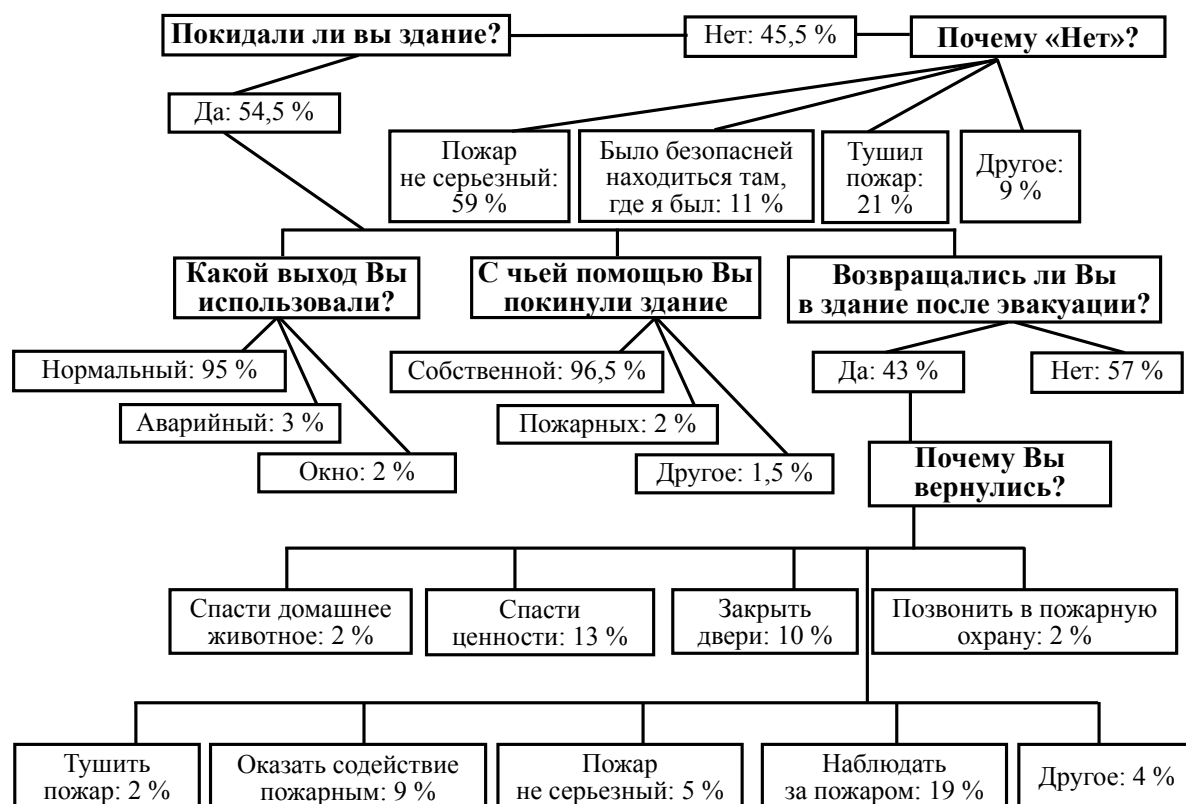 Покидали ли вы здание?
Нет: 45,5 %
Почему «Нет»?
Да: 54,5 %
Пожар
не серьезный:
59 %
Было безопасней
находиться там,
где я был: 11 %
Тушил
пожар:
21 %
Другое:
9 %
Какой выход Вы
использовали?
С чьей помощью Вы
покинули здание
Возвращались ли Вы
в здание после эвакуации?
Нормальный: 95 %
Аварийный: 3 %
Окно: 2 %
Собственной: 96,5 %
Пожарных: 2 %
Другое: 1,5 %
Да: 43 %
Нет: 57 %
Почему Вы
вернулись?
Спасти домашнее
животное: 2 %
Спасти
ценности: 13 %
Закрыть
двери: 10 %
Позвонить в пожарную
охрану: 2 %
Тушить
пожар: 2 %
Оказать содействие
пожарным: 9 %
Пожар
не серьезный: 5 %
Наблюдать
за пожаром: 19 %
Другое: 4 %